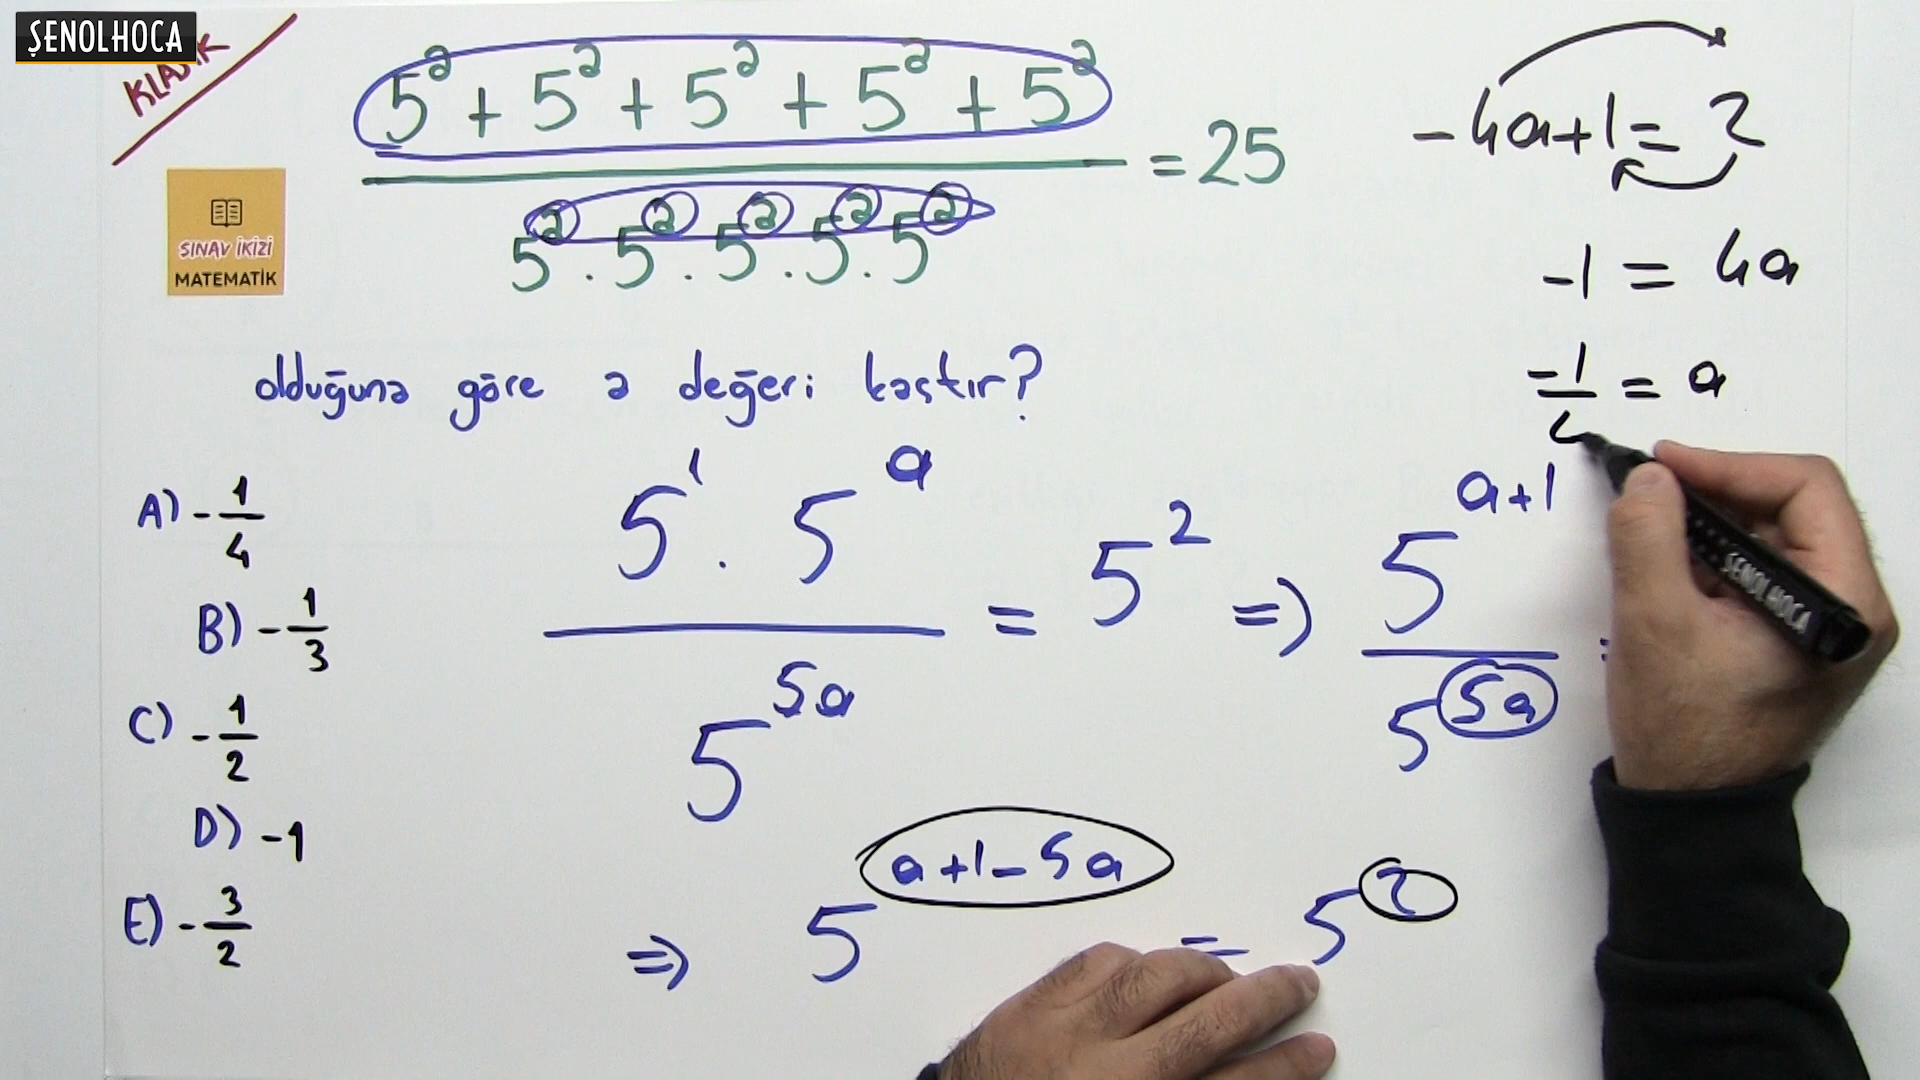 ŞENOLHOCA
KLASİK
5^a + 5^a + 5^a + 5^a + 5^a
= 25
5^a . 5^a . 5^a . 5^a . 5^a
SINAV İKİZİ
MATEMATİK
olduğuna göre a değeri kaçtır?
A) -1/4
B) -1/3
C) -1/2
D) -1
E) -3/2
5^1 . 5^a
= 5^2 =>
5^5a
5^a+1
5^5a
=> 5^a+1-5a = 5^2
-4a+1 = 2
-1 = 4a
-1/4 = a
ŞENOLHOCA